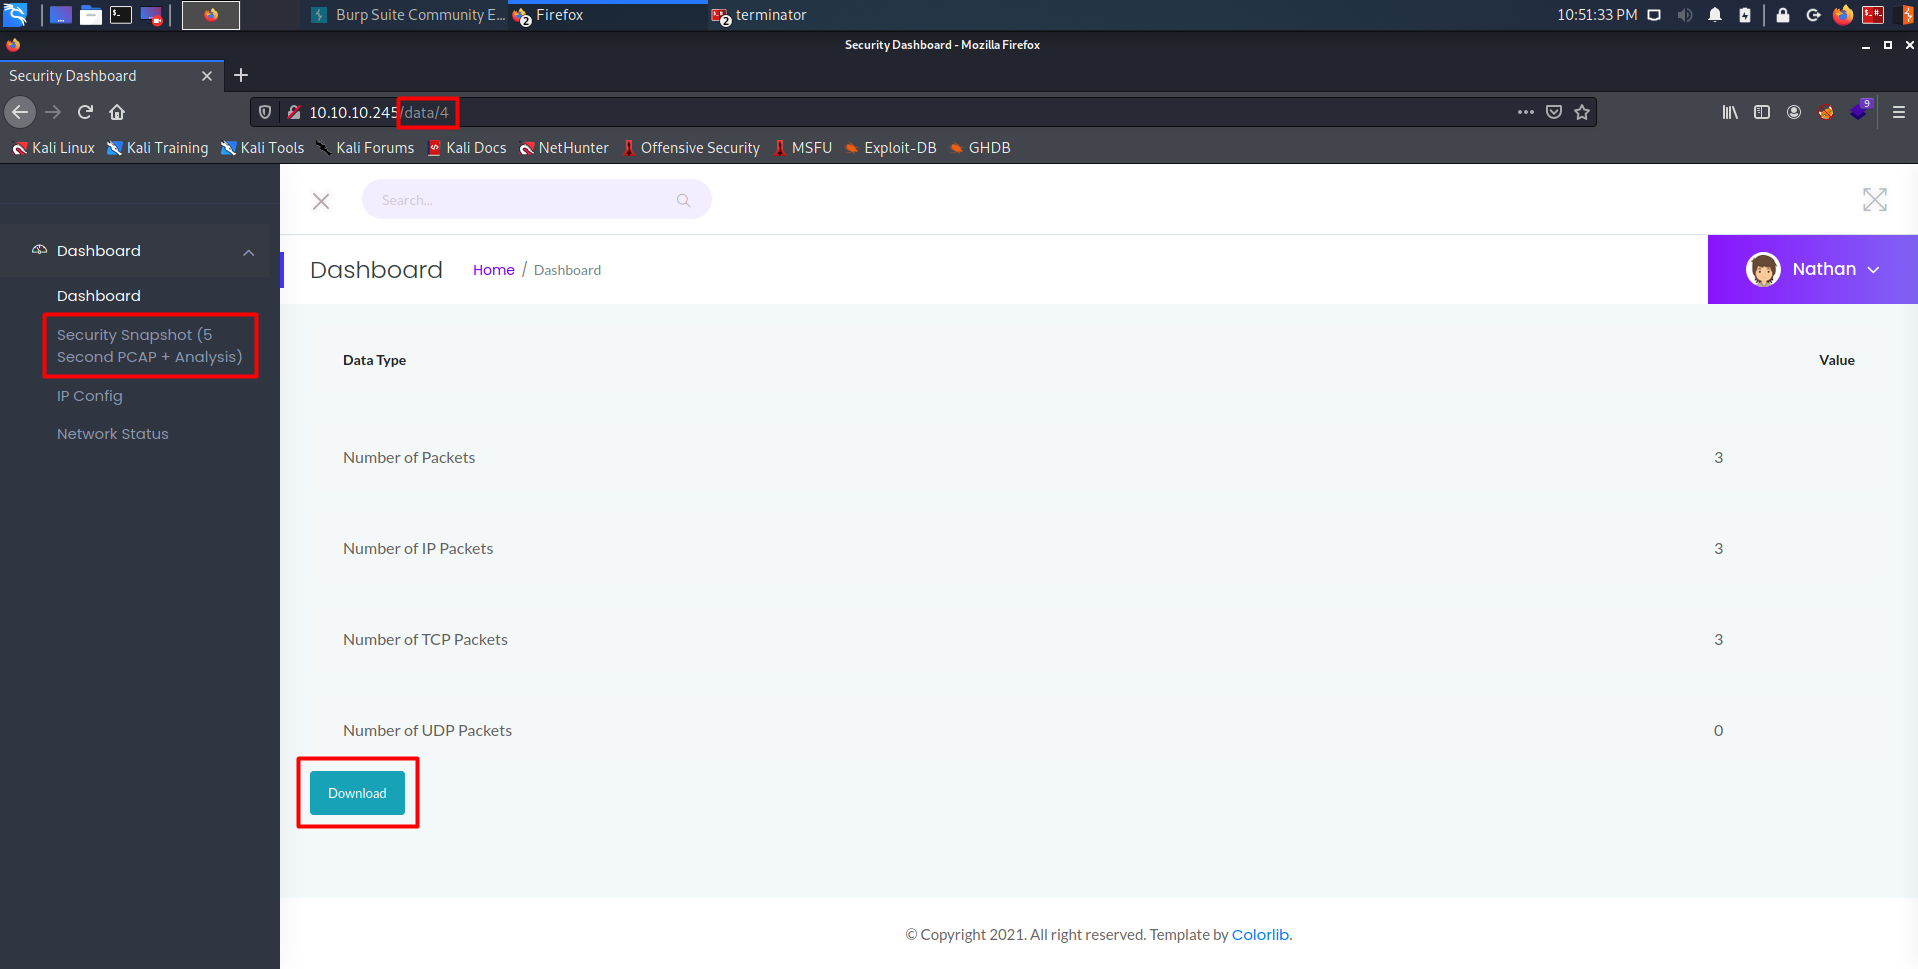 Burp Suite Community E...
2 Firefox
2 terminator
10:51:33 PM
Security Dashboard - Mozilla Firefox
Security Dashboard
10.10.10.245/data/4
9
Kali Linux Kali Training Kali Tools Kali Forums Kali Docs NetHunter Offensive Security MSFU Exploit-DB GHDB
Search...
Dashboard
Dashboard
Security Snapshot (5
Second PCAP + Analysis)
IP Config
Network Status
Dashboard Home / Dashboard
Nathan
Data Type Value
Number of Packets 3
Number of IP Packets 3
Number of TCP Packets 3
Number of UDP Packets 0
Download
© Copyright 2021. All right reserved. Template by Colorlib.